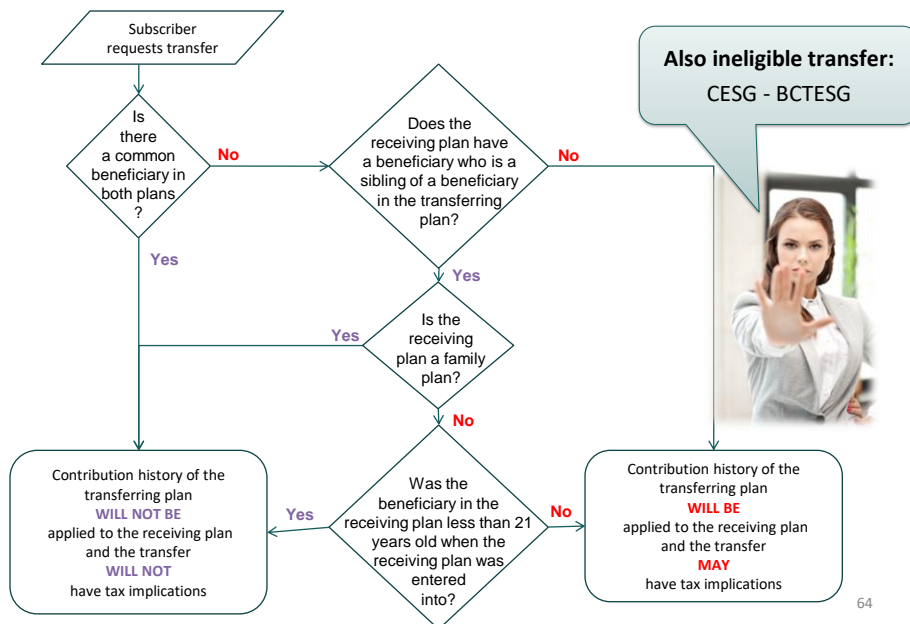 Subscriber
requests transfer
Also ineligible transfer:
CESG - BCTESG
Is
there
a common
beneficiary in
both plans
?
No
Does the
receiving plan have
a beneficiary who is a
sibling of a beneficiary
in the transferring
plan?
No
Yes
Yes
Is the
receiving
plan a family
plan?
Yes
No
Contribution history of the
transferring plan
WILL NOT BE
applied to the receiving plan
and the transfer
WILL NOT
have tax implications
Yes
Was the
beneficiary in the
receiving plan less than 21
years old when the
receiving plan was
entered
into?
No
Contribution history of the
transferring plan
WILL BE
applied to the receiving plan
and the transfer
MAY
have tax implications
64